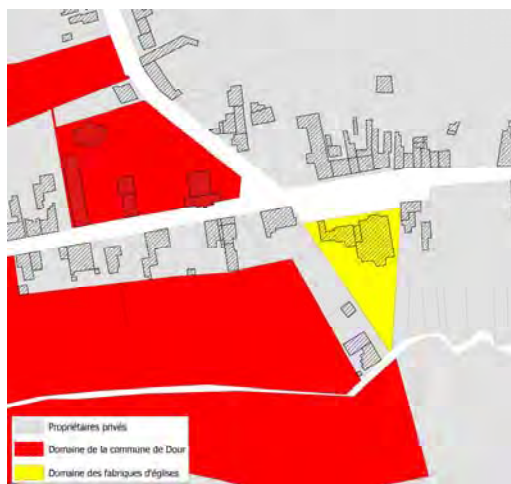 Propriétaires privés
Domaine de la commune de Dour
Domaine des fabriques d'églises